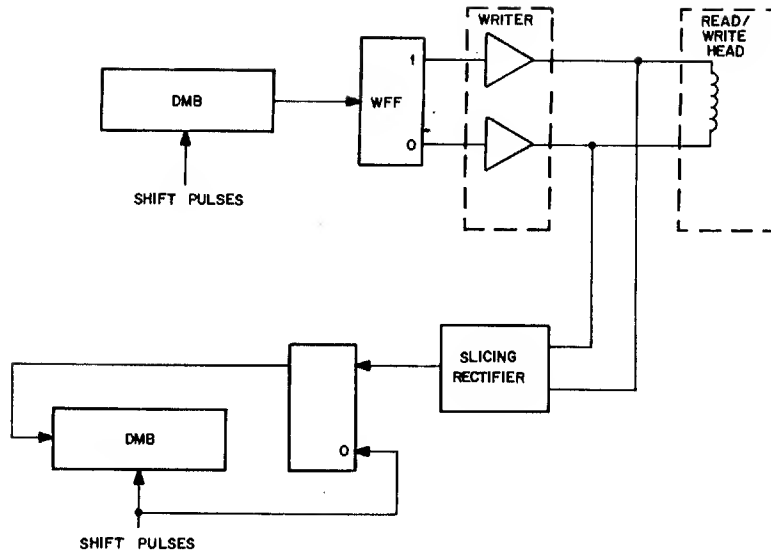 WRITER
READ/
WRITE
HEAD
DMB
1
WFF
0
SHIFT PULSES
SLICING
RECTIFIER
DMB
0
SHIFT PULSES